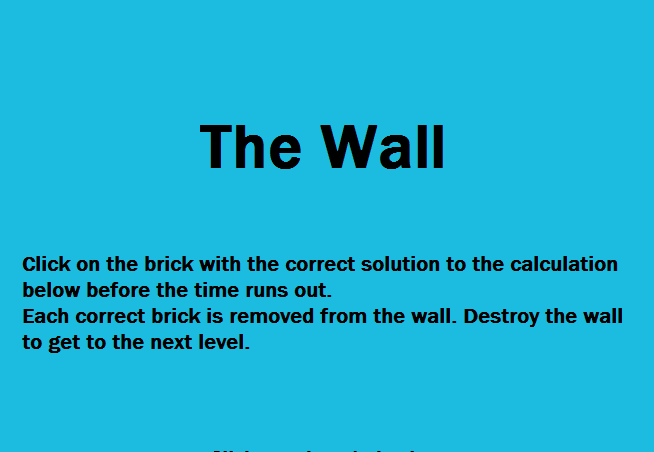 The Wall
Click on the brick with the correct solution to the calculation
below before the time runs out.
Each correct brick is removed from the wall. Destroy the wall
to get to the next level.